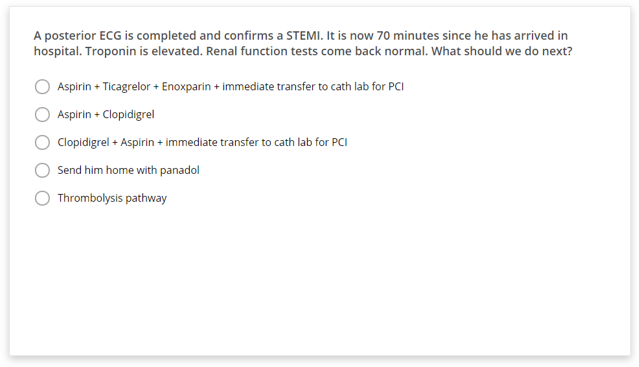 A posterior ECG is completed and confirms a STEMI. It is now 70 minutes since he has arrived in
hospital. Troponin is elevated. Renal function tests come back normal. What should we do next?
Aspirin + Ticagrelor + Enoxparin + immediate transfer to cath lab for PCI
Aspirin + Clopidigrel
Clopidigrel + Aspirin + immediate transfer to cath lab for PCI
Send him home with panadol
Thrombolysis pathway